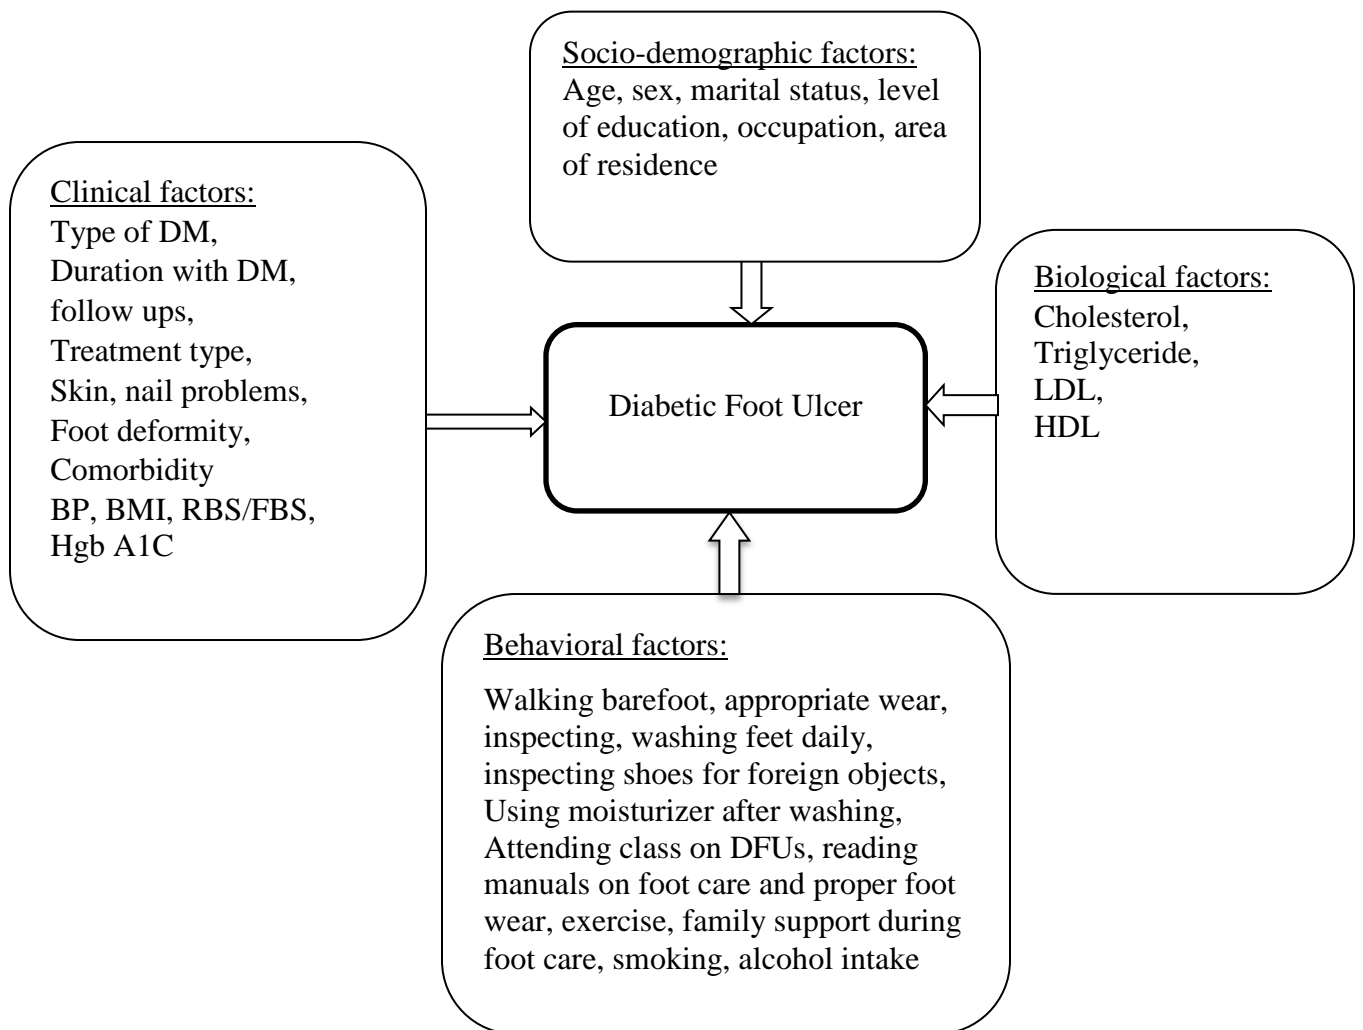 Socio-demographic factors:
Age, sex, marital status, level
of education, occupation, area
of residence
Clinical factors:
Type of DM,
Duration with DM,
follow ups,
Treatment type,
Skin, nail problems,
Foot deformity,
Comorbidity
BP, BMI, RBS/FBS,
Hgb A1C
Diabetic Foot Ulcer
Biological factors:
Cholesterol,
Triglyceride,
LDL,
HDL
Behavioral factors:
Walking barefoot, appropriate wear,
inspecting, washing feet daily,
inspecting shoes for foreign objects,
Using moisturizer after washing,
Attending class on DFUs, reading
manuals on foot care and proper foot
wear, exercise, family support during
foot care, smoking, alcohol intake